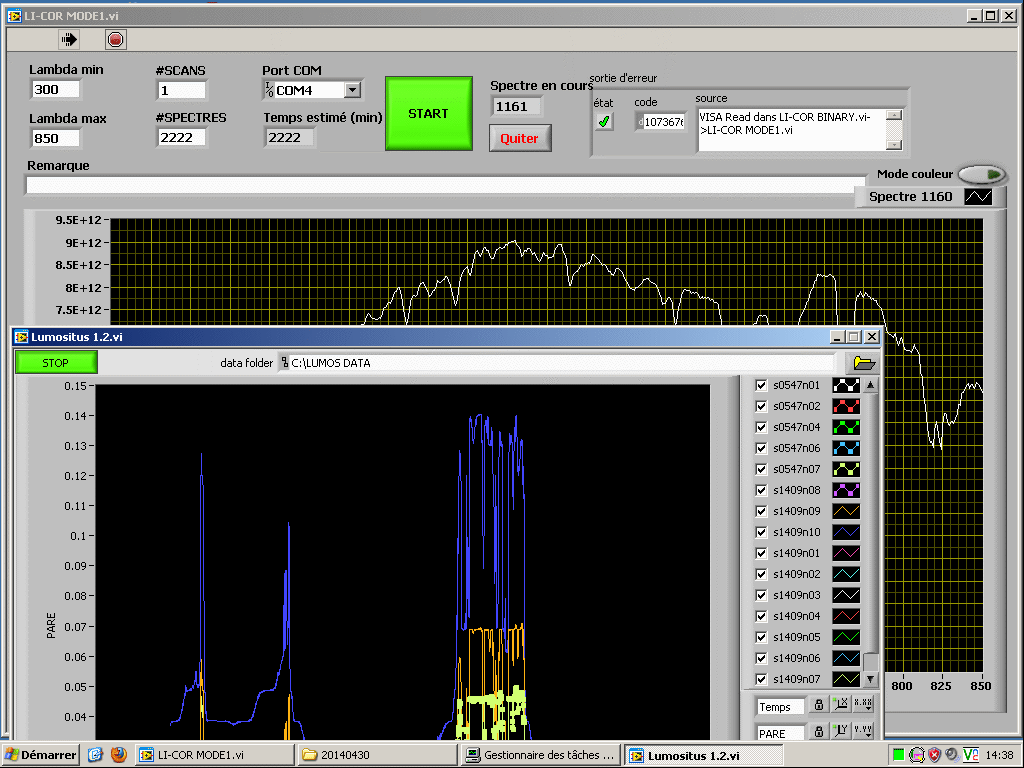 LI-COR MODE1.vi
Lambda min
300
Lambda max
850
#SCANS
1
#SPECTRES
2222
Port COM
COM4
Temps estimé (min)
2222
START
Spectre en cours
1161
Quiter
sortie d'erreur
état
code
d 1073676
source
VISA Read dans LI-COR BINARY.vi-
>LI-COR MODE1.vi
Remarque
Mode couleur
Spectre 1160
9.5E+12
9E+12
8.5E+12
8E+12
7.5E+12
800 825 850
Lumositus 1.2.vi
STOP
data folder
C:\LUMOS DATA
0.15
0.14
0.13
0.12
0.11
0.1
0.09
0.08
0.07
0.06
0.05
0.04
PARE
s0547n01
s0547n02
s0547n04
s0547n06
s0547n07
s1409n08
s1409n09
s1409n10
s1409n01
s1409n02
s1409n03
s1409n04
s1409n05
s1409n06
s1409n07
Temps
X.XX
PARE
Y.YY
Démarrer
LI-COR MODE1.vi
20140430
Gestionnaire des tâches ...
Lumositus 1.2.vi
14:38